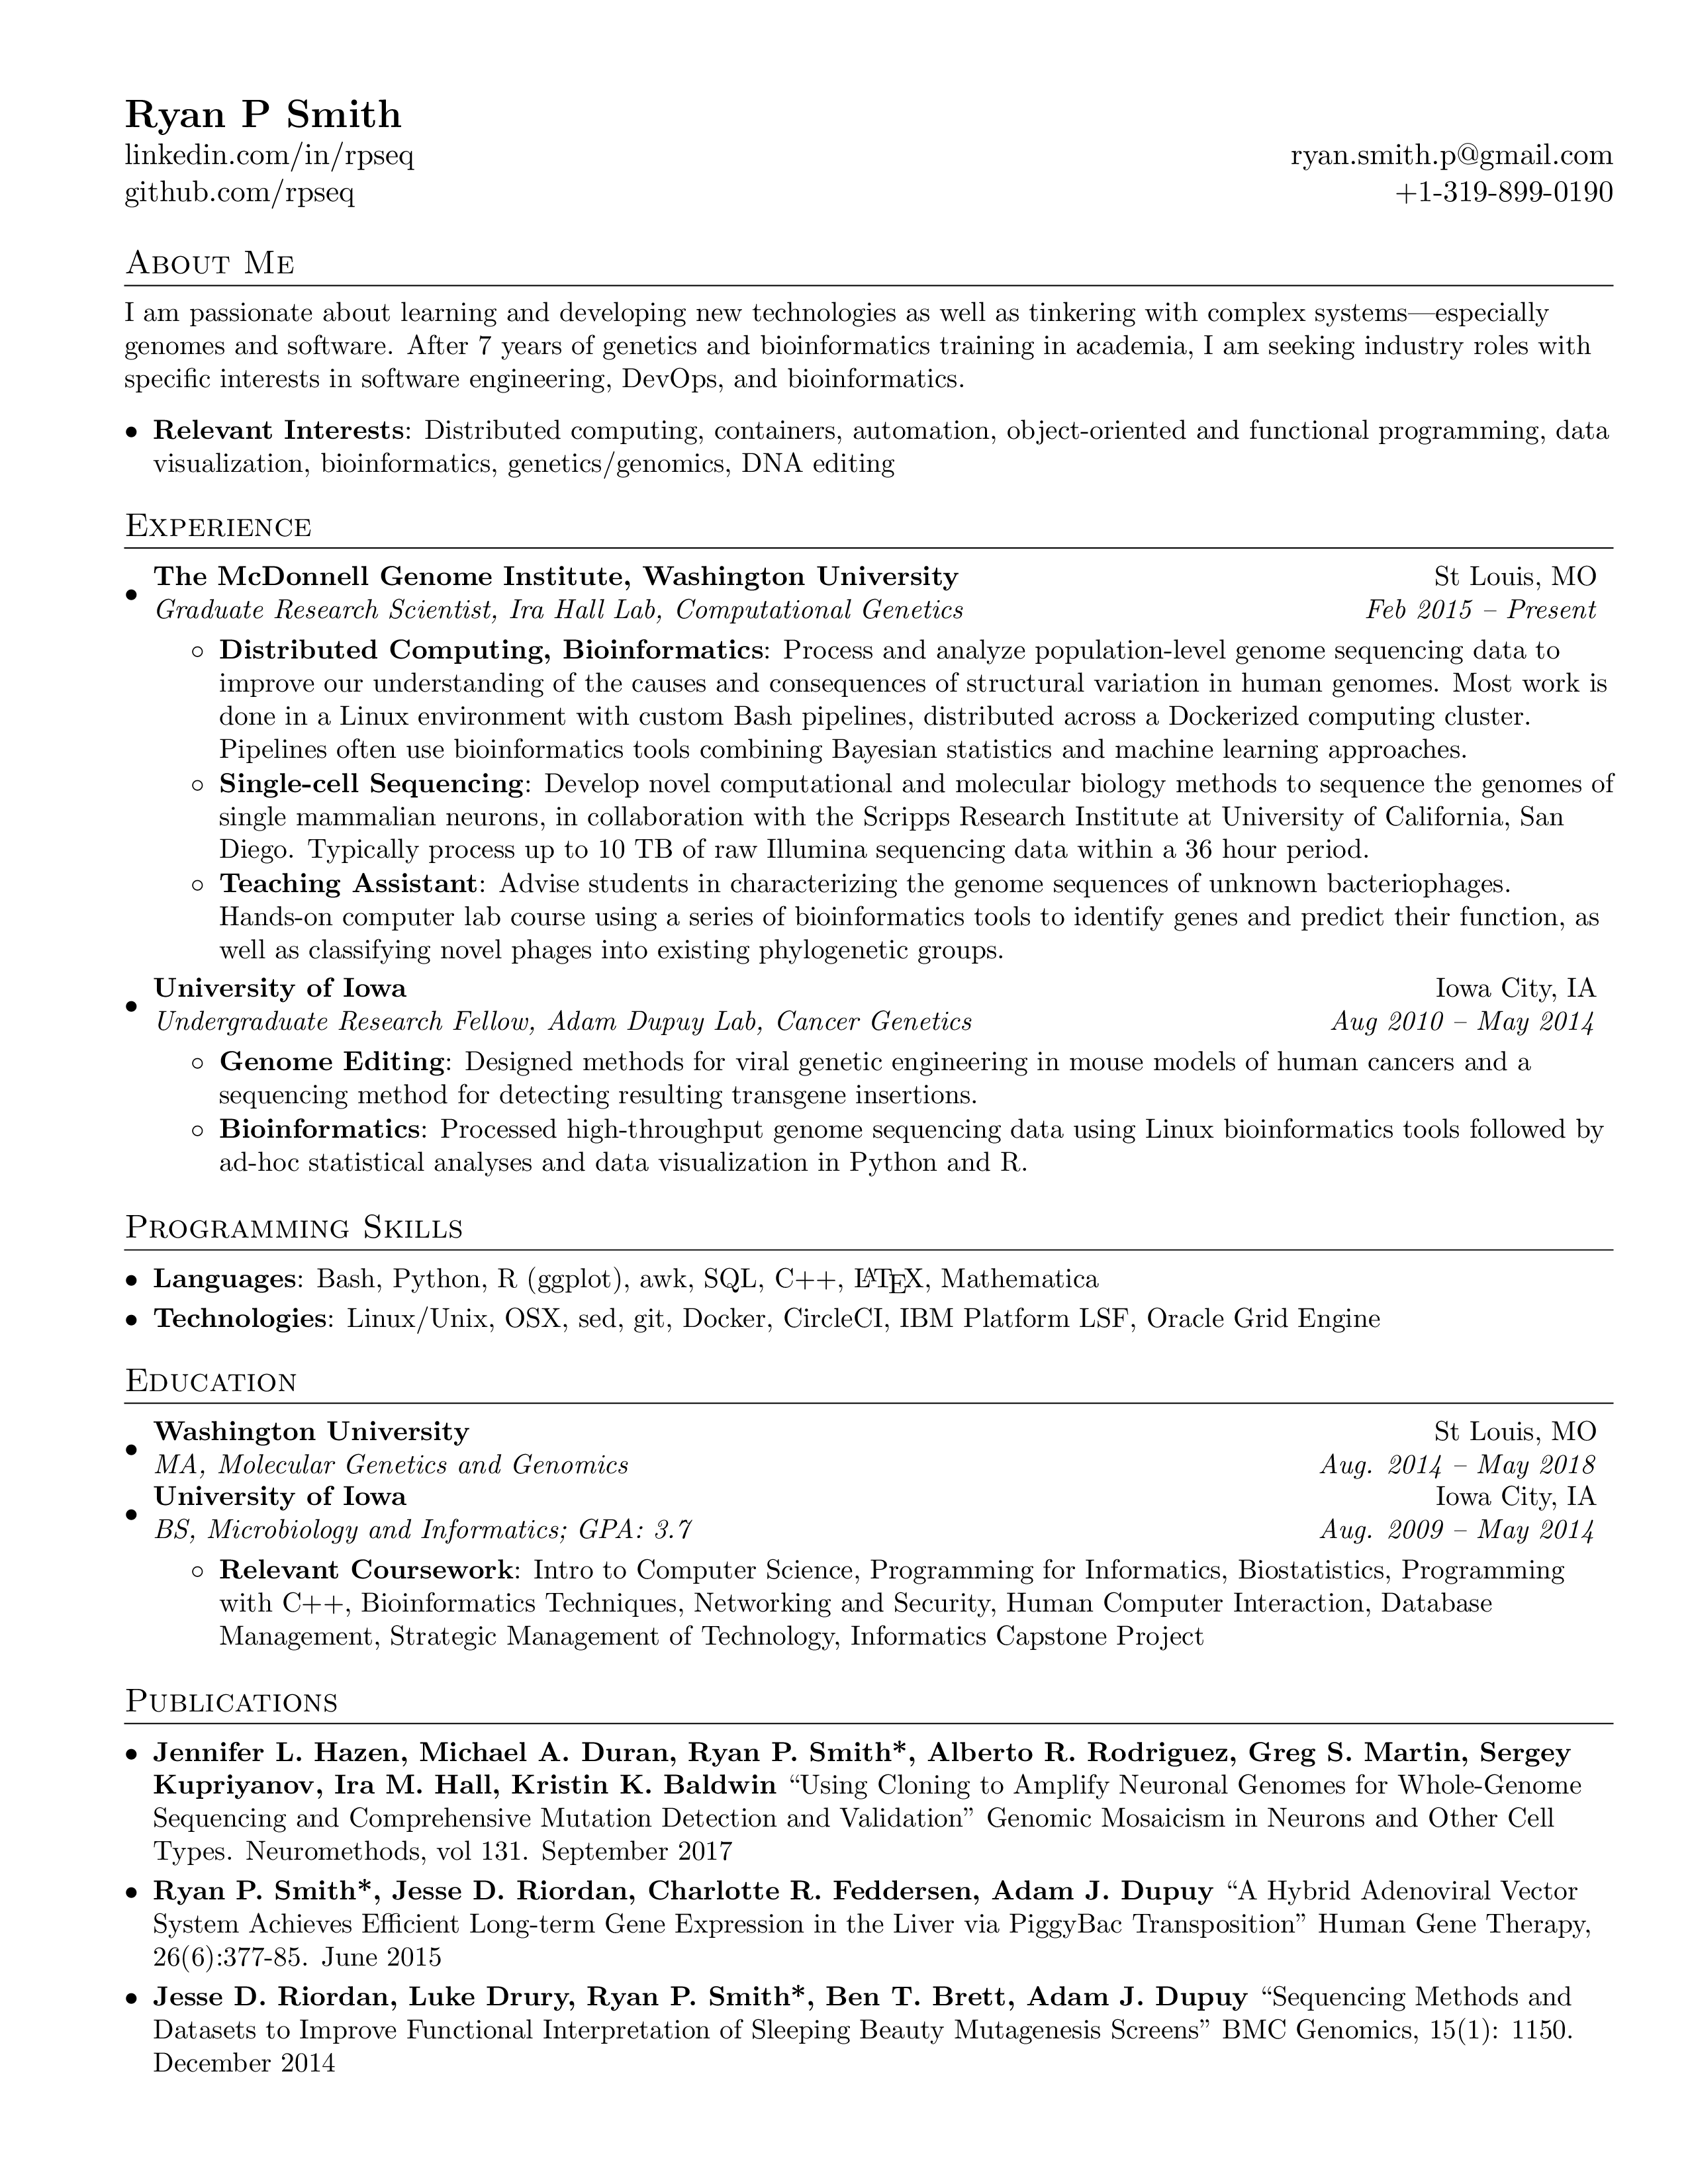 Ryan P Smith
linkedin.com/in/rpseq
ryan.smith.p@gmail.com
github.com/rpseq
+1-319-899-0190
About Me
I am passionate about learning and developing new technologies as well as tinkering with complex systems—especially
genomes and software. After 7 years of genetics and bioinformatics training in academia, I am seeking industry roles with
specific interests in software engineering, DevOps, and bioinformatics.
• Relevant Interests: Distributed computing, containers, automation, object-oriented and functional programming, data
visualization, bioinformatics, genetics/genomics, DNA editing
Experience
• The McDonnell Genome Institute, Washington University St Louis, MO
Graduate Research Scientist, Ira Hall Lab, Computational Genetics Feb 2015 – Present
◦ Distributed Computing, Bioinformatics: Process and analyze population-level genome sequencing data to
improve our understanding of the causes and consequences of structural variation in human genomes. Most work is
done in a Linux environment with custom Bash pipelines, distributed across a Dockerized computing cluster.
Pipelines often use bioinformatics tools combining Bayesian statistics and machine learning approaches.
◦ Single-cell Sequencing: Develop novel computational and molecular biology methods to sequence the genomes of
single mammalian neurons, in collaboration with the Scripps Research Institute at University of California, San
Diego. Typically process up to 10 TB of raw Illumina sequencing data within a 36 hour period.
◦ Teaching Assistant: Advise students in characterizing the genome sequences of unknown bacteriophages.
Hands-on computer lab course using a series of bioinformatics tools to identify genes and predict their function, as
well as classifying novel phages into existing phylogenetic groups.
• University of Iowa Iowa City, IA
Undergraduate Research Fellow, Adam Dupuy Lab, Cancer Genetics Aug 2010 – May 2014
◦ Genome Editing: Designed methods for viral genetic engineering in mouse models of human cancers and a
sequencing method for detecting resulting transgene insertions.
◦ Bioinformatics: Processed high-throughput genome sequencing data using Linux bioinformatics tools followed by
ad-hoc statistical analyses and data visualization in Python and R.
Programming Skills
• Languages: Bash, Python, R (ggplot), awk, SQL, C++, LATEX, Mathematica
• Technologies: Linux/Unix, OSX, sed, git, Docker, CircleCI, IBM Platform LSF, Oracle Grid Engine
Education
• Washington University St Louis, MO
MA, Molecular Genetics and Genomics Aug. 2014 – May 2018
• University of Iowa Iowa City, IA
BS, Microbiology and Informatics; GPA: 3.7 Aug. 2009 – May 2014
◦ Relevant Coursework: Intro to Computer Science, Programming for Informatics, Biostatistics, Programming
with C++, Bioinformatics Techniques, Networking and Security, Human Computer Interaction, Database
Management, Strategic Management of Technology, Informatics Capstone Project
Publications
• Jennifer L. Hazen, Michael A. Duran, Ryan P. Smith*, Alberto R. Rodriguez, Greg S. Martin, Sergey
Kupriyanov, Ira M. Hall, Kristin K. Baldwin “Using Cloning to Amplify Neuronal Genomes for Whole-Genome
Sequencing and Comprehensive Mutation Detection and Validation” Genomic Mosaicism in Neurons and Other Cell
Types. Neuromethods, vol 131. September 2017
• Ryan P. Smith*, Jesse D. Riordan, Charlotte R. Feddersen, Adam J. Dupuy “A Hybrid Adenoviral Vector
System Achieves Efficient Long-term Gene Expression in the Liver via PiggyBac Transposition” Human Gene Therapy,
26(6):377-85. June 2015
• Jesse D. Riordan, Luke Drury, Ryan P. Smith*, Ben T. Brett, Adam J. Dupuy “Sequencing Methods and
Datasets to Improve Functional Interpretation of Sleeping Beauty Mutagenesis Screens” BMC Genomics, 15(1): 1150.
December 2014